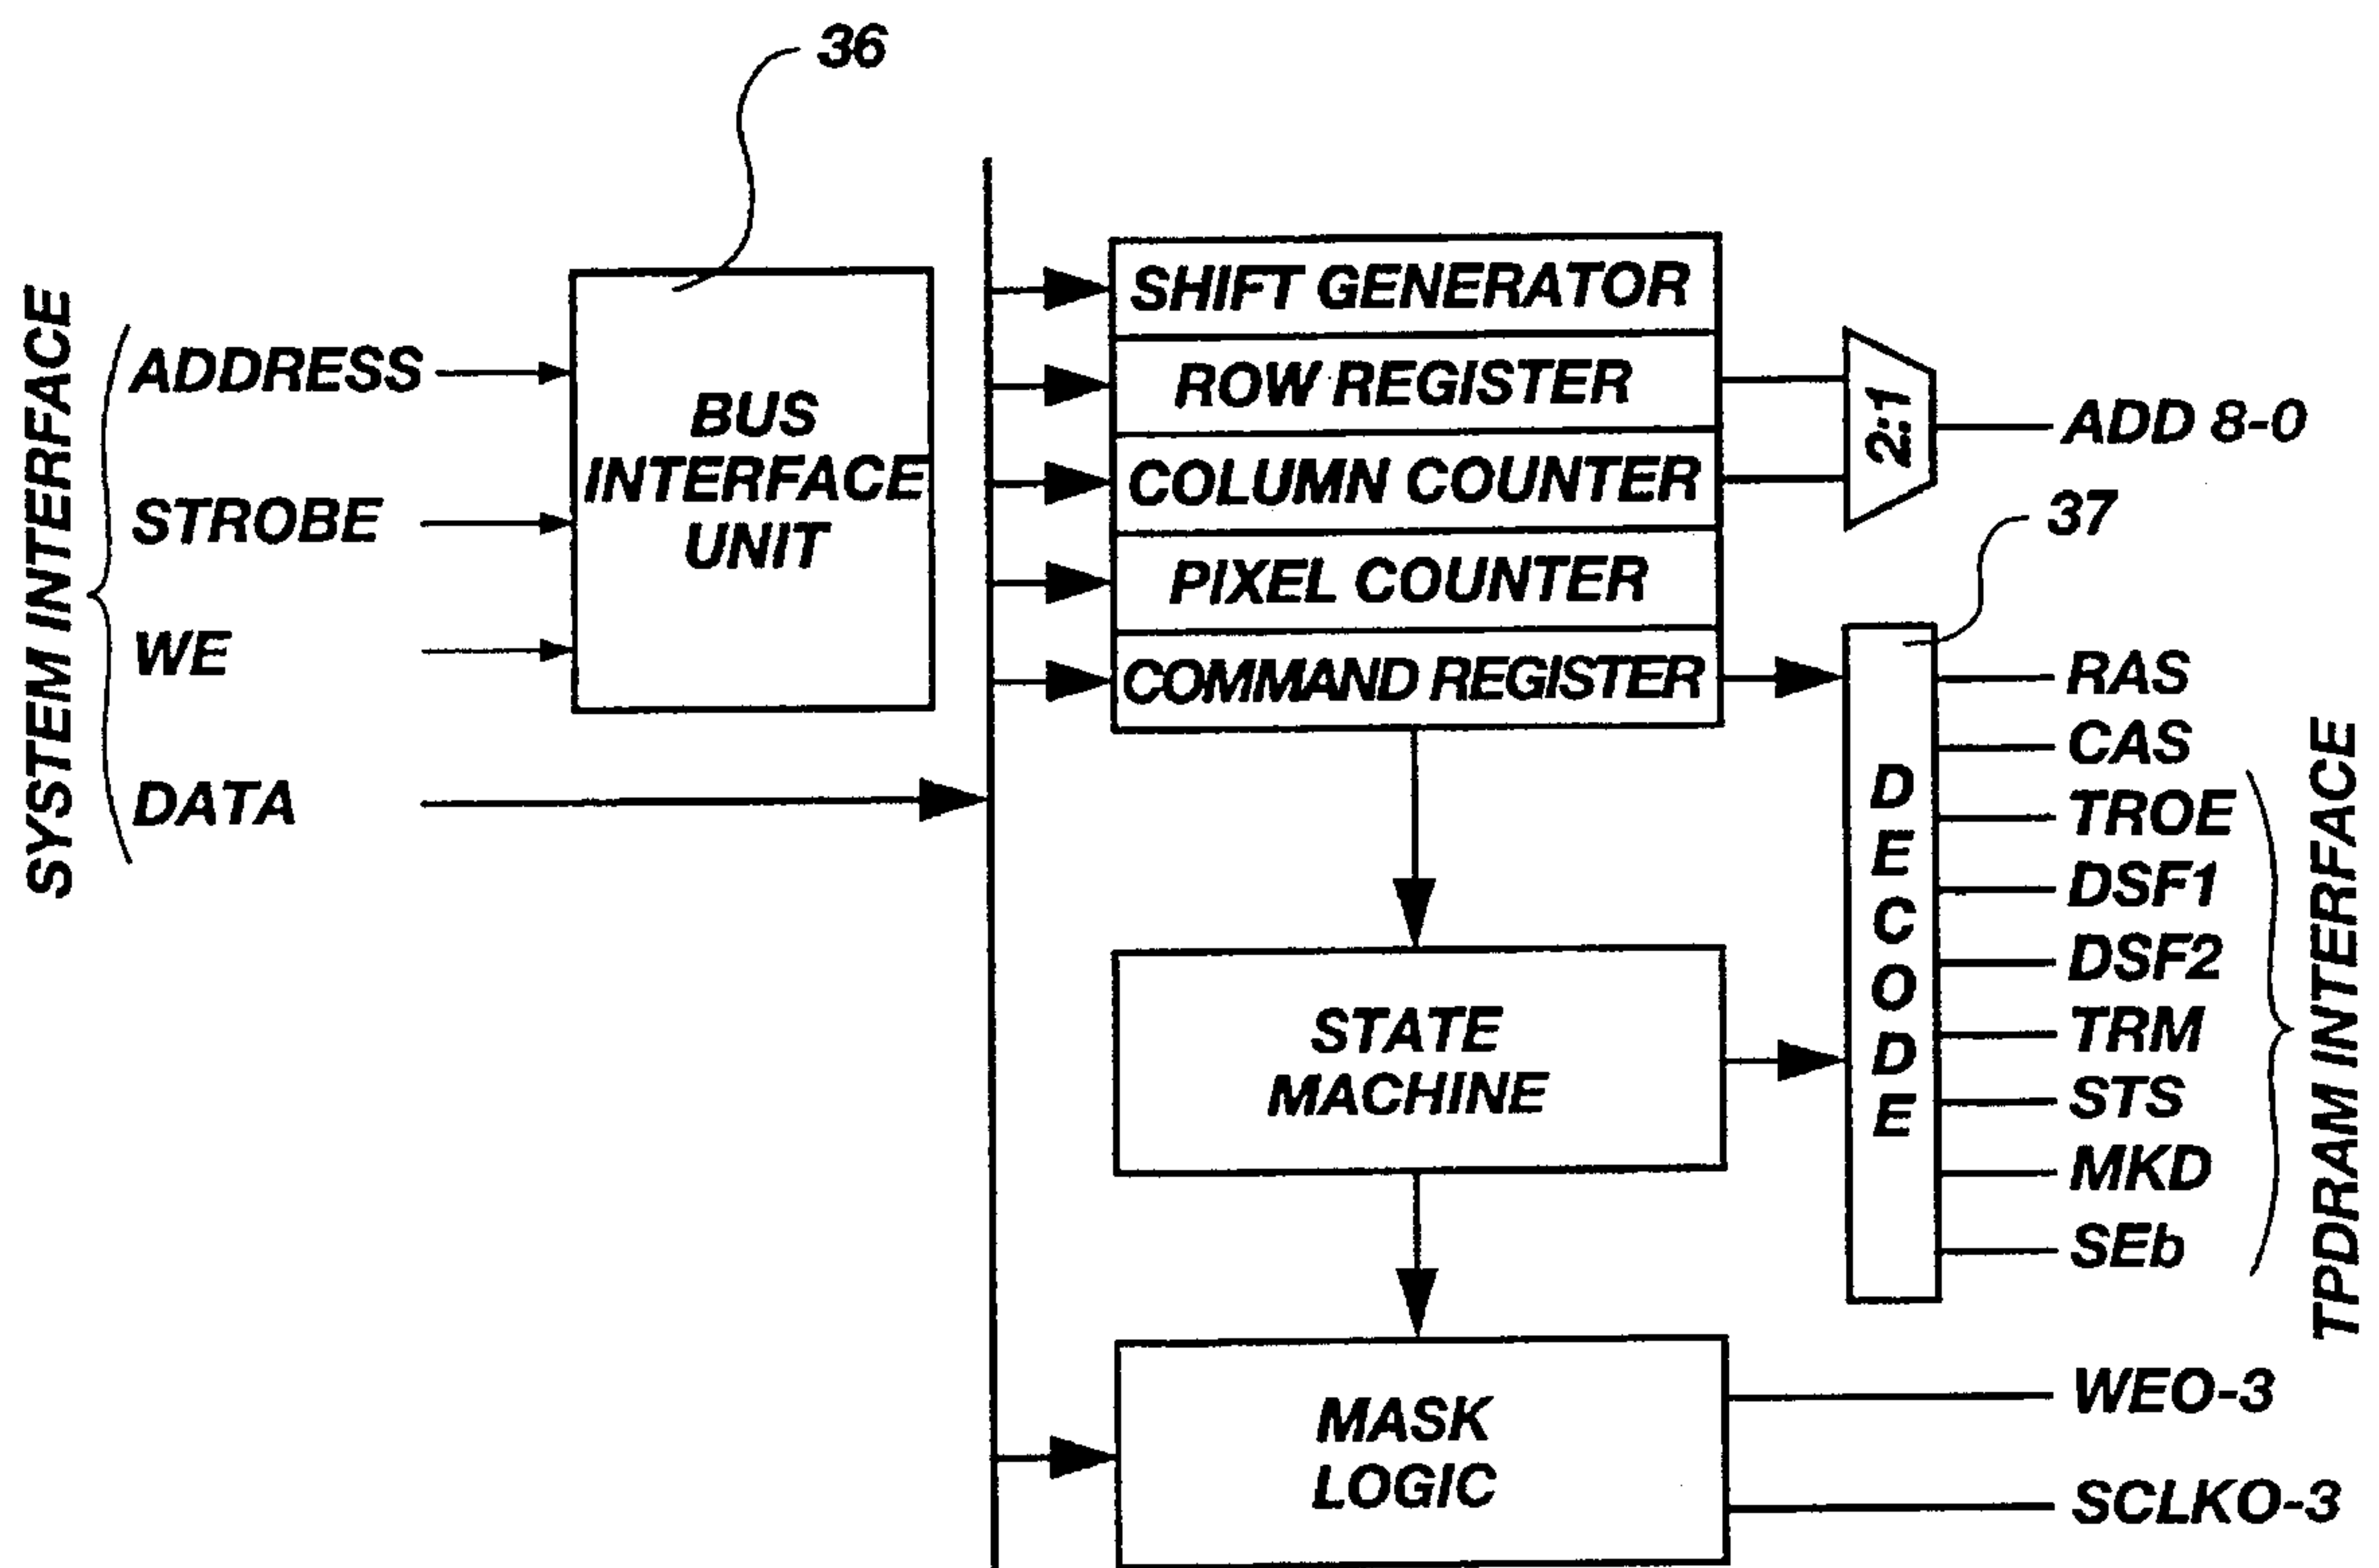 36
SYSTEM INTERFACE
ADDRESS
STROBE
WE
DATA
BUS
INTERFACE
UNIT
SHIFT GENERATOR
ROW REGISTER
COLUMN COUNTER
PIXEL COUNTER
COMMAND REGISTER
2:1
ADD 8-0
37
STATE
MACHINE
MASK
LOGIC
DECODE
RAS
CAS
TROE
DSF1
DSF2
TRM
STS
MKD
SEb
TPDRAM INTERFACE
WEO-3
SCLKO-3